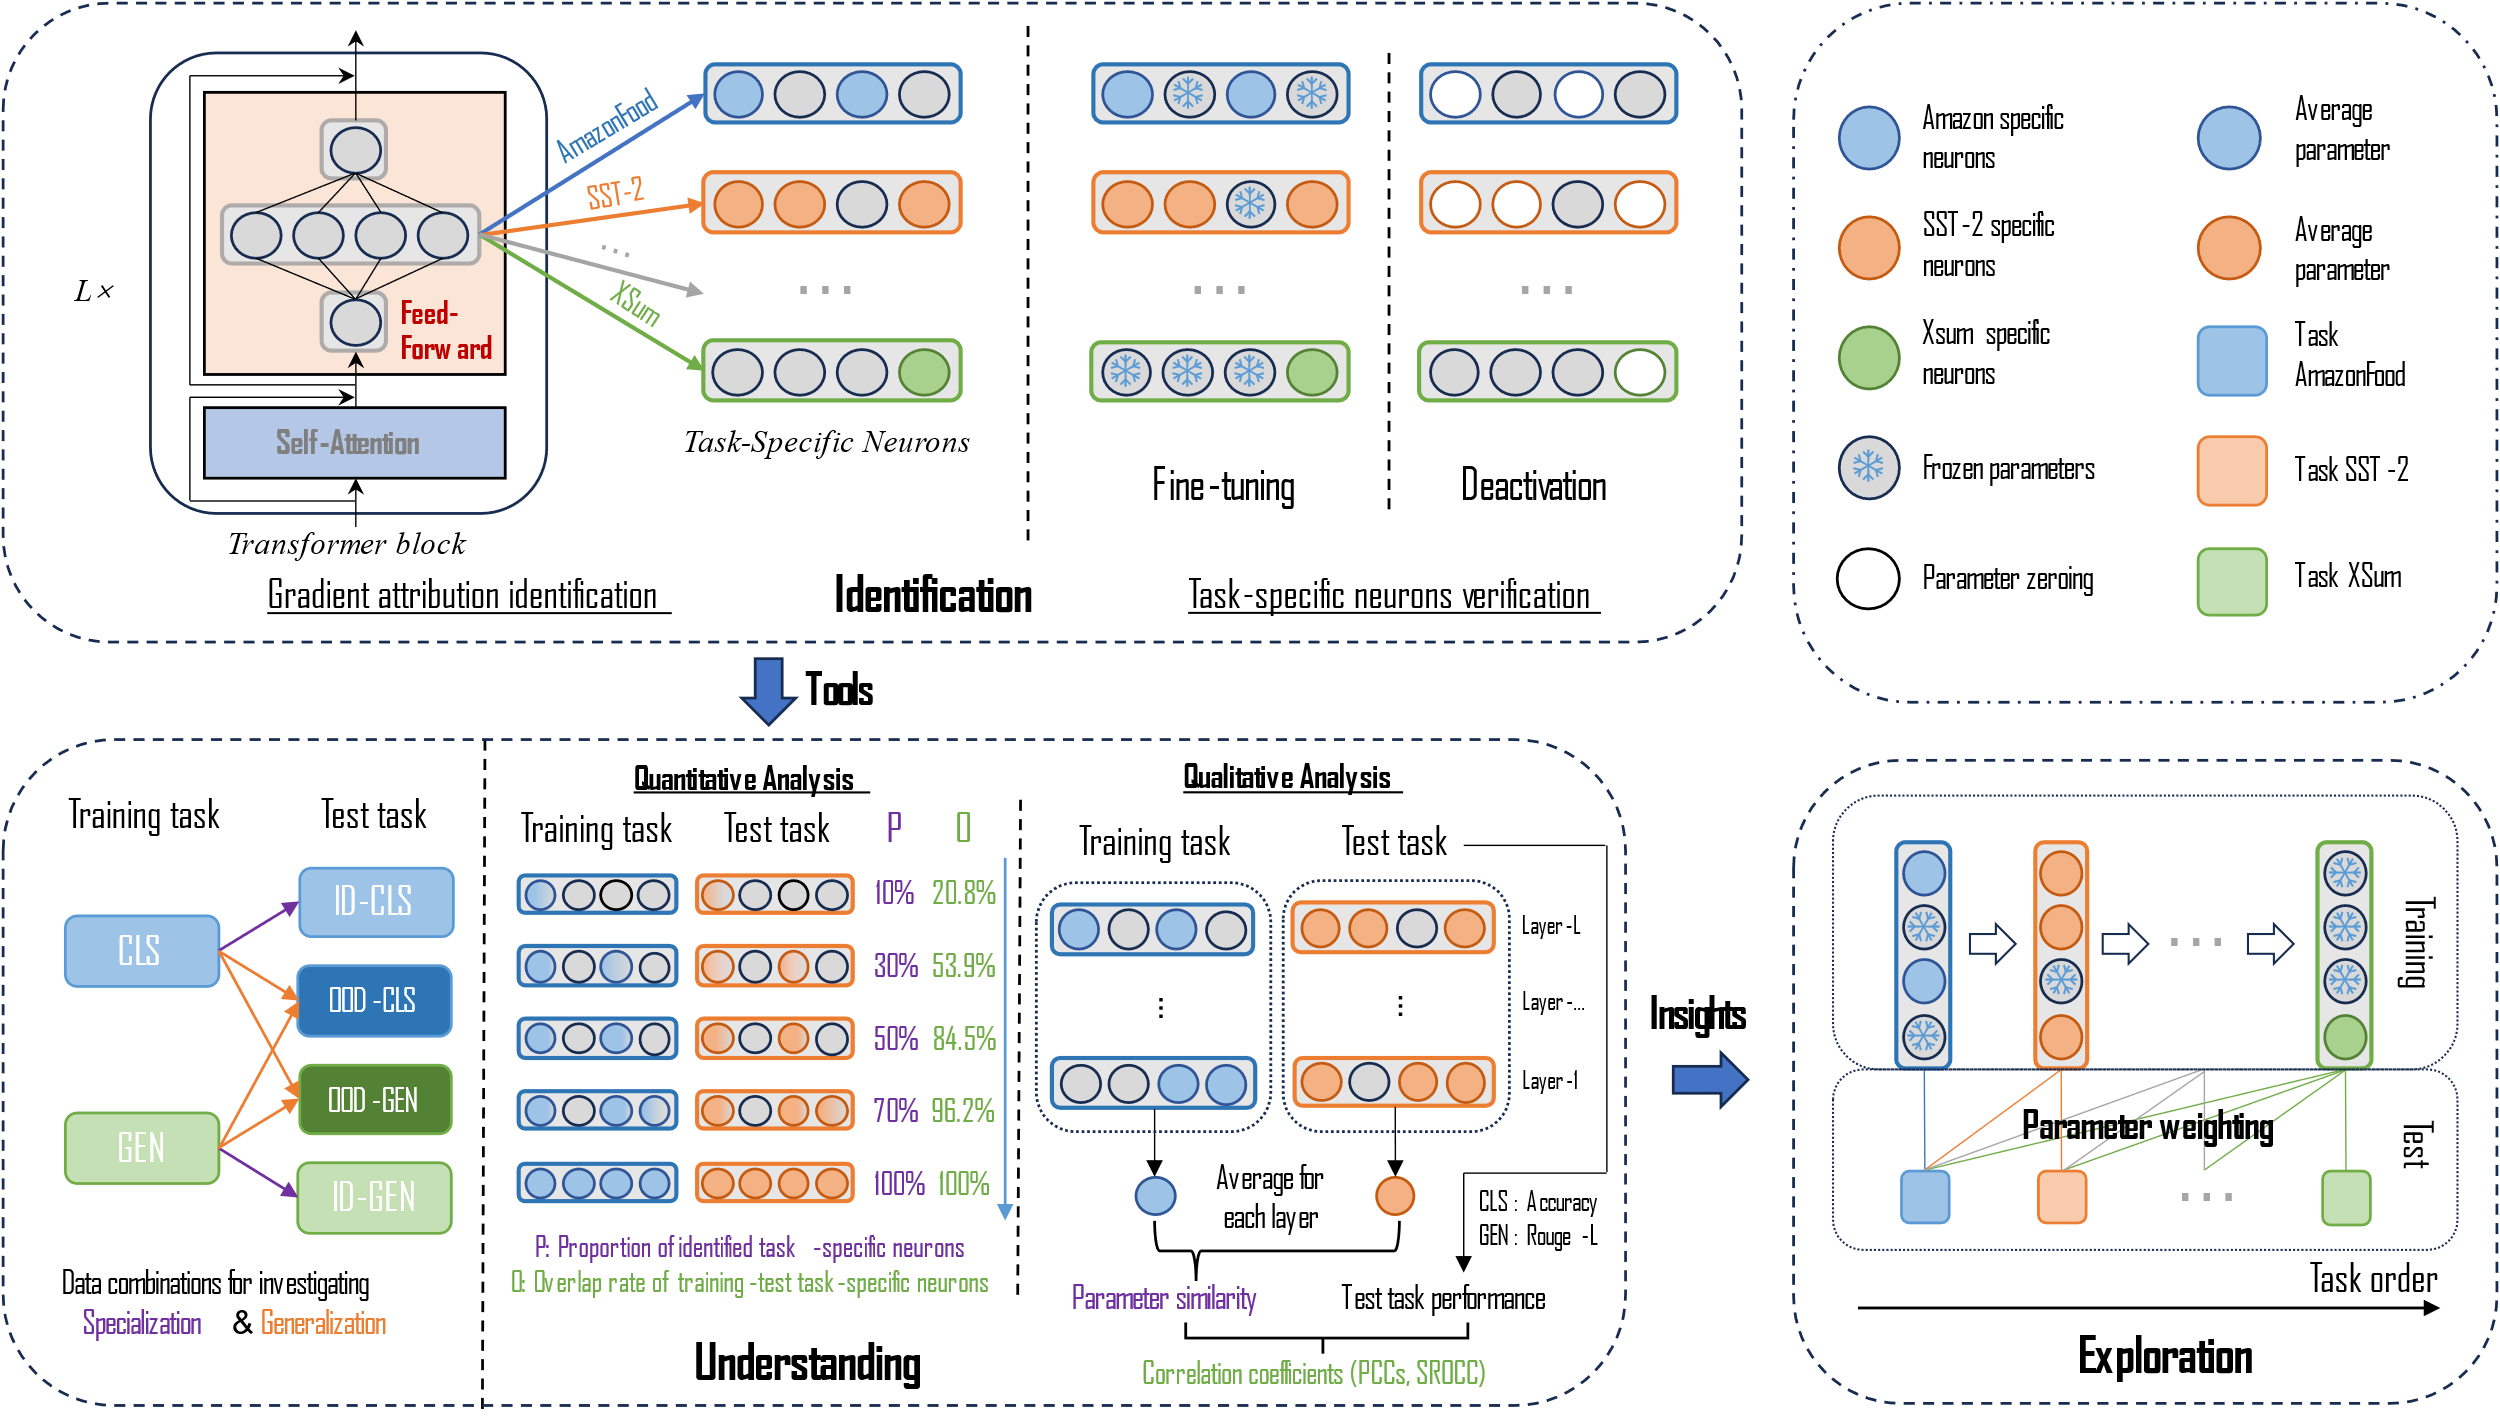 L×
Feed-
Forward
Self-Attention
Transformer block
AmazonFood
SST-2
...
XSum
...
Task-Specific Neurons
...
Fine-tuning
...
Deactivation
Gradient attribution identification
Identification
Task-specific neurons verification
Amazon specific
neurons
Average
parameter
SST-2 specific
neurons
Average
parameter
Xsum specific
neurons
Task
AmazonFood
Frozen parameters
Task SST-2
Parameter zeroing
Task XSum
Tools
Training task
Test task
CLS
GEN
ID-CLS
OOD-CLS
OOD-GEN
ID-GEN
Data combinations for investigating
Specialization & Generalization
Quantitative Analysis
Training task
Test task
P
O
10% 20.8%
30% 53.9%
50% 84.5%
70% 96.2%
100% 100%
P: Proportion of identified task-specific neurons
O: Overlap rate of training-test task-specific neurons
Understanding
Qualitative Analysis
Training task
Test task
Layer-L
Layer-...
Layer-1
...
...
Average for
each layer
CLS: Accuracy
GEN: Rouge-L
Parameter similarity
Test task performance
Correlation coefficients (PCCs, SROCC)
Insights
...
Training
Parameter weighting
Test
...
Task order
Exploration